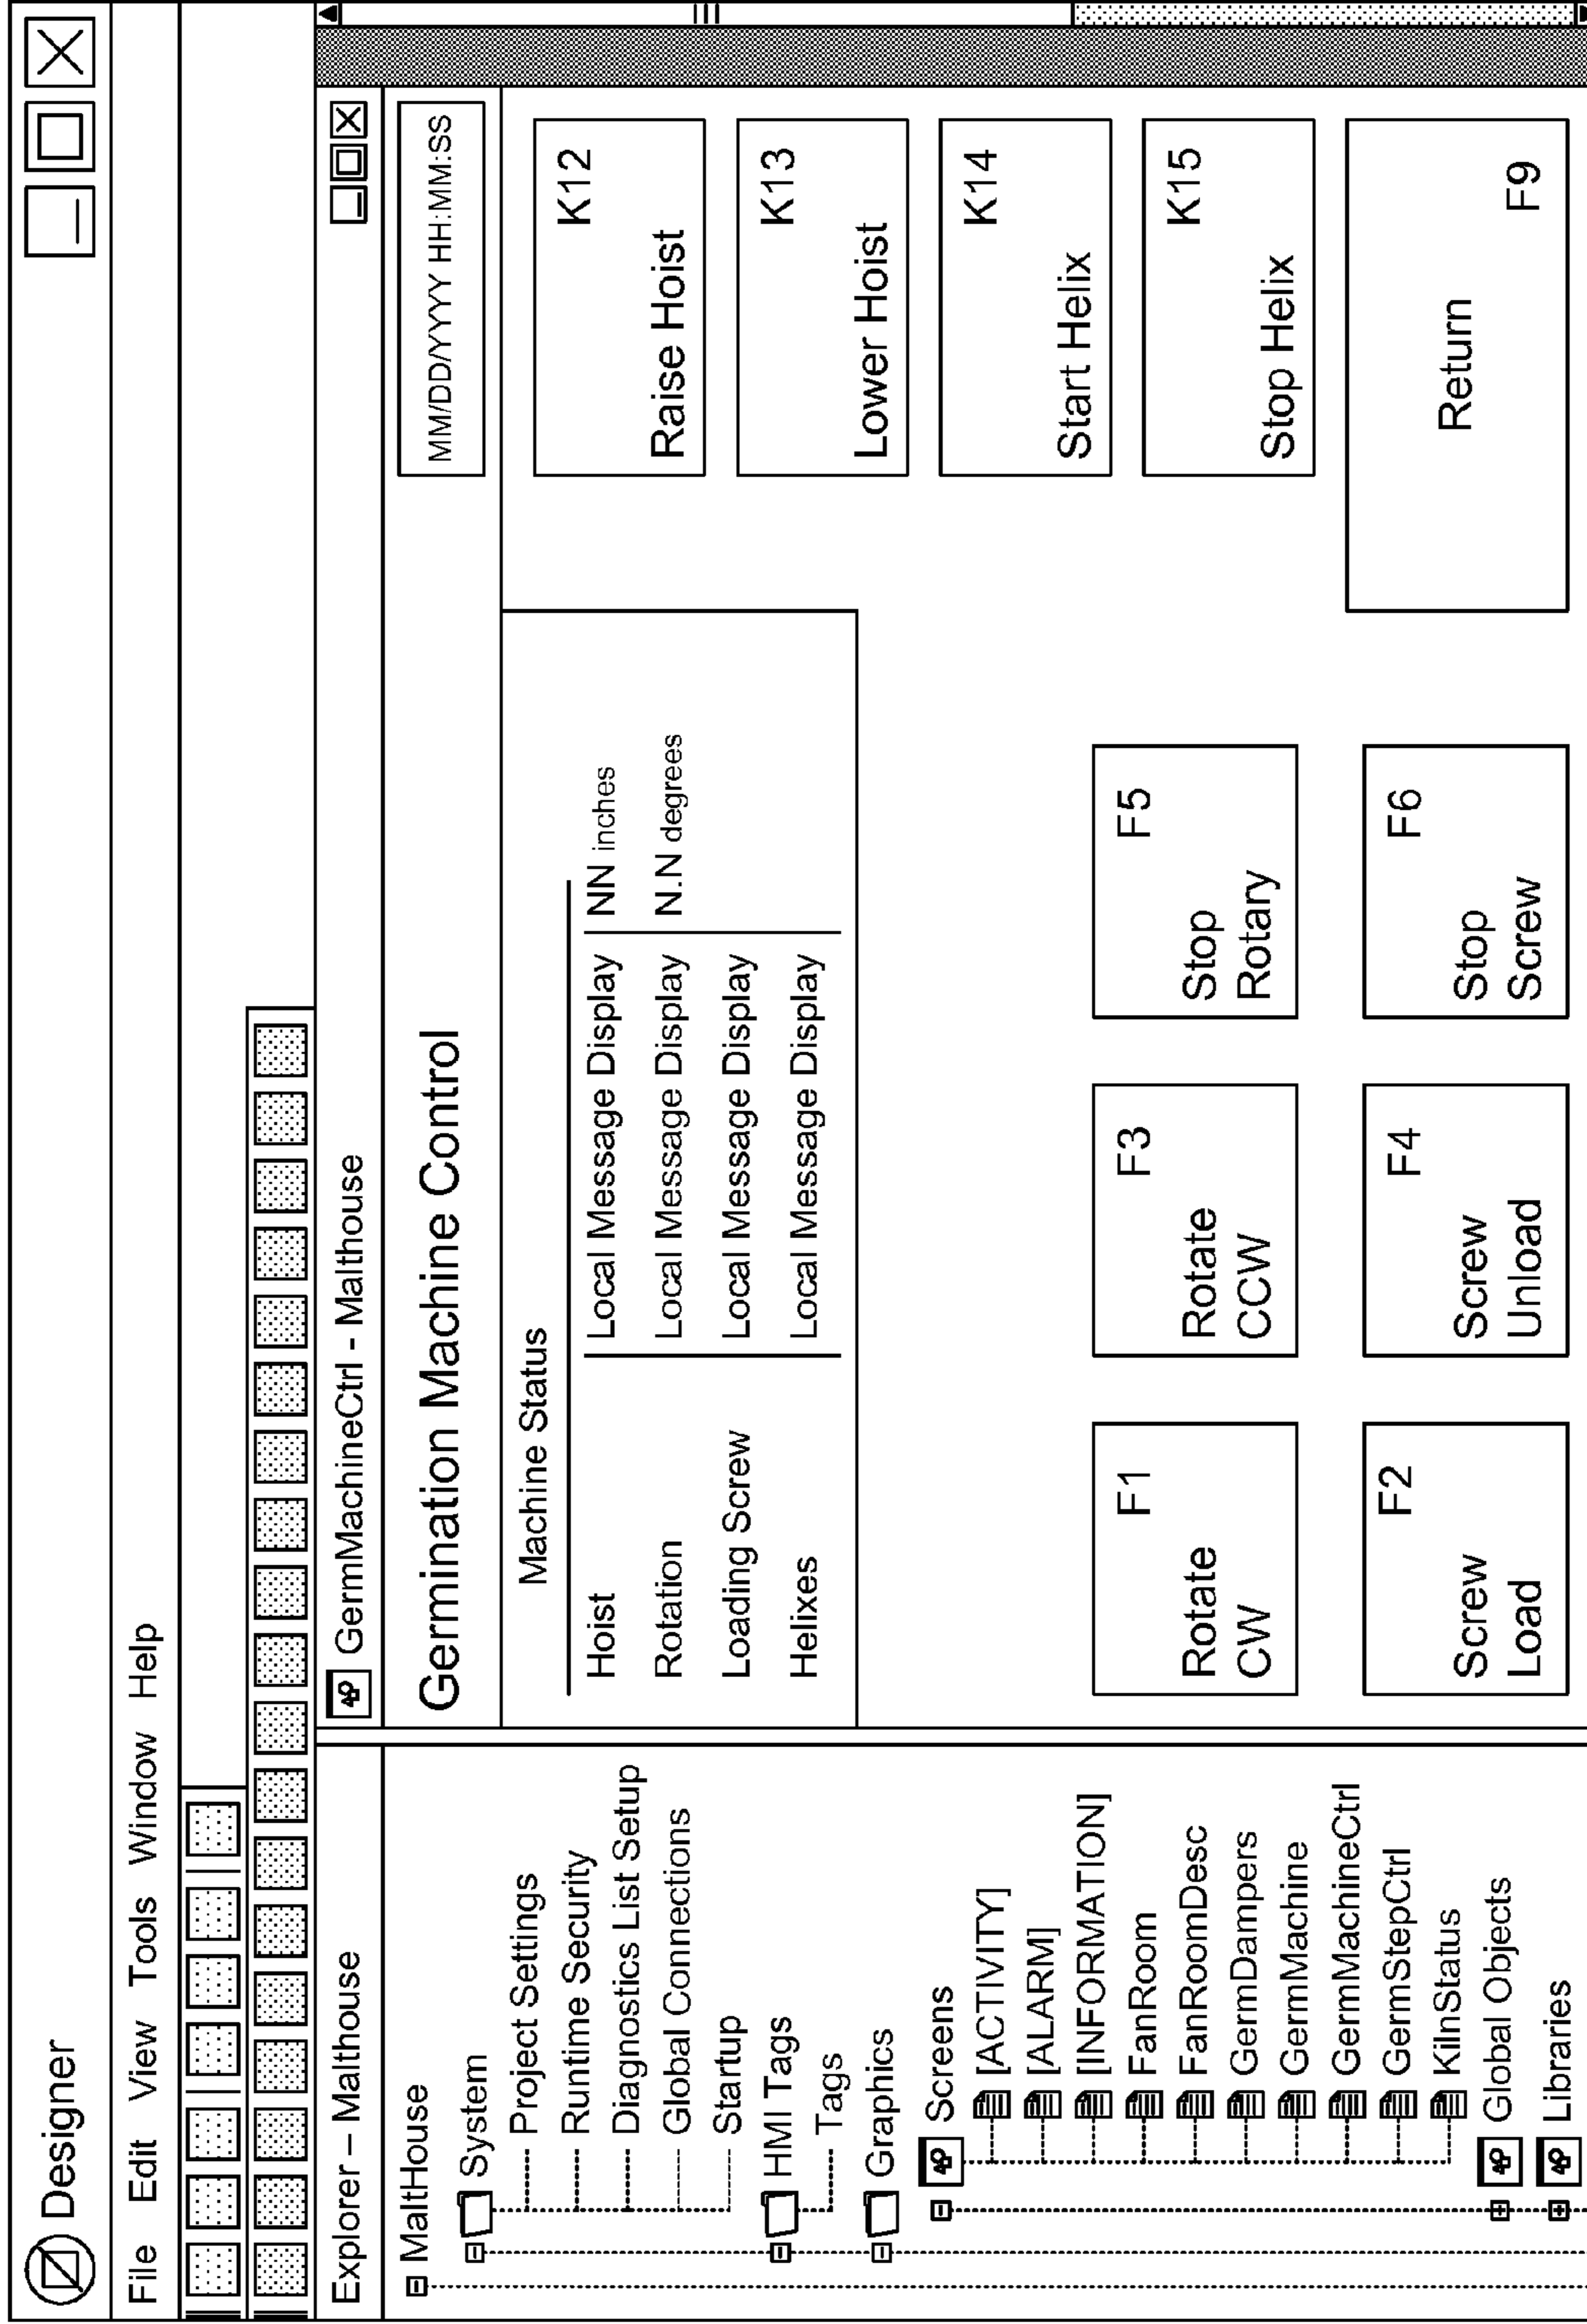 Designer
File Edit View Tools Window Help
Explorer – Malthouse
MaltHouse
System
Project Settings
Runtime Security
Diagnostics List Setup
Global Connections
Startup
HMI Tags
Tags
Graphics
Screens
[ACTIVITY]
[ALARM]
[INFORMATION]
FanRoom
FanRoomDesc
GermDampers
GermMachine
GermMachineCtrl
GermStepCtrl
KilnStatus
Global Objects
Libraries
GermMachineCtrl - Malthouse
Germination Machine Control
MM/DD/YYYY HH:MM:SS
Machine Status
Hoist Local Message Display NN inches
Rotation Local Message Display N.N degrees
Loading Screw Local Message Display
Helixes Local Message Display
K12
Raise Hoist
K13
Lower Hoist
K14
Start Helix
K15
Stop Helix
F1
Rotate
CW
F3
Rotate
CCW
F5
Stop
Rotary
F2
Screw
Load
F4
Screw
Unload
F6
Stop
Screw
Return
F9